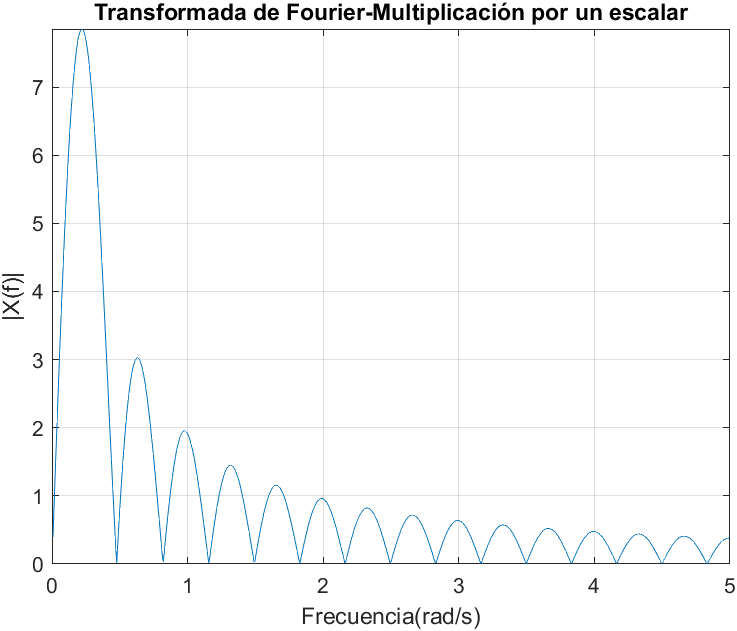 Transformada de Fourier-Multiplicación por un escalar
|X(f)|
7
6
5
4
3
2
1
0
0 1 2 3 4 5
Frecuencia(rad/s)